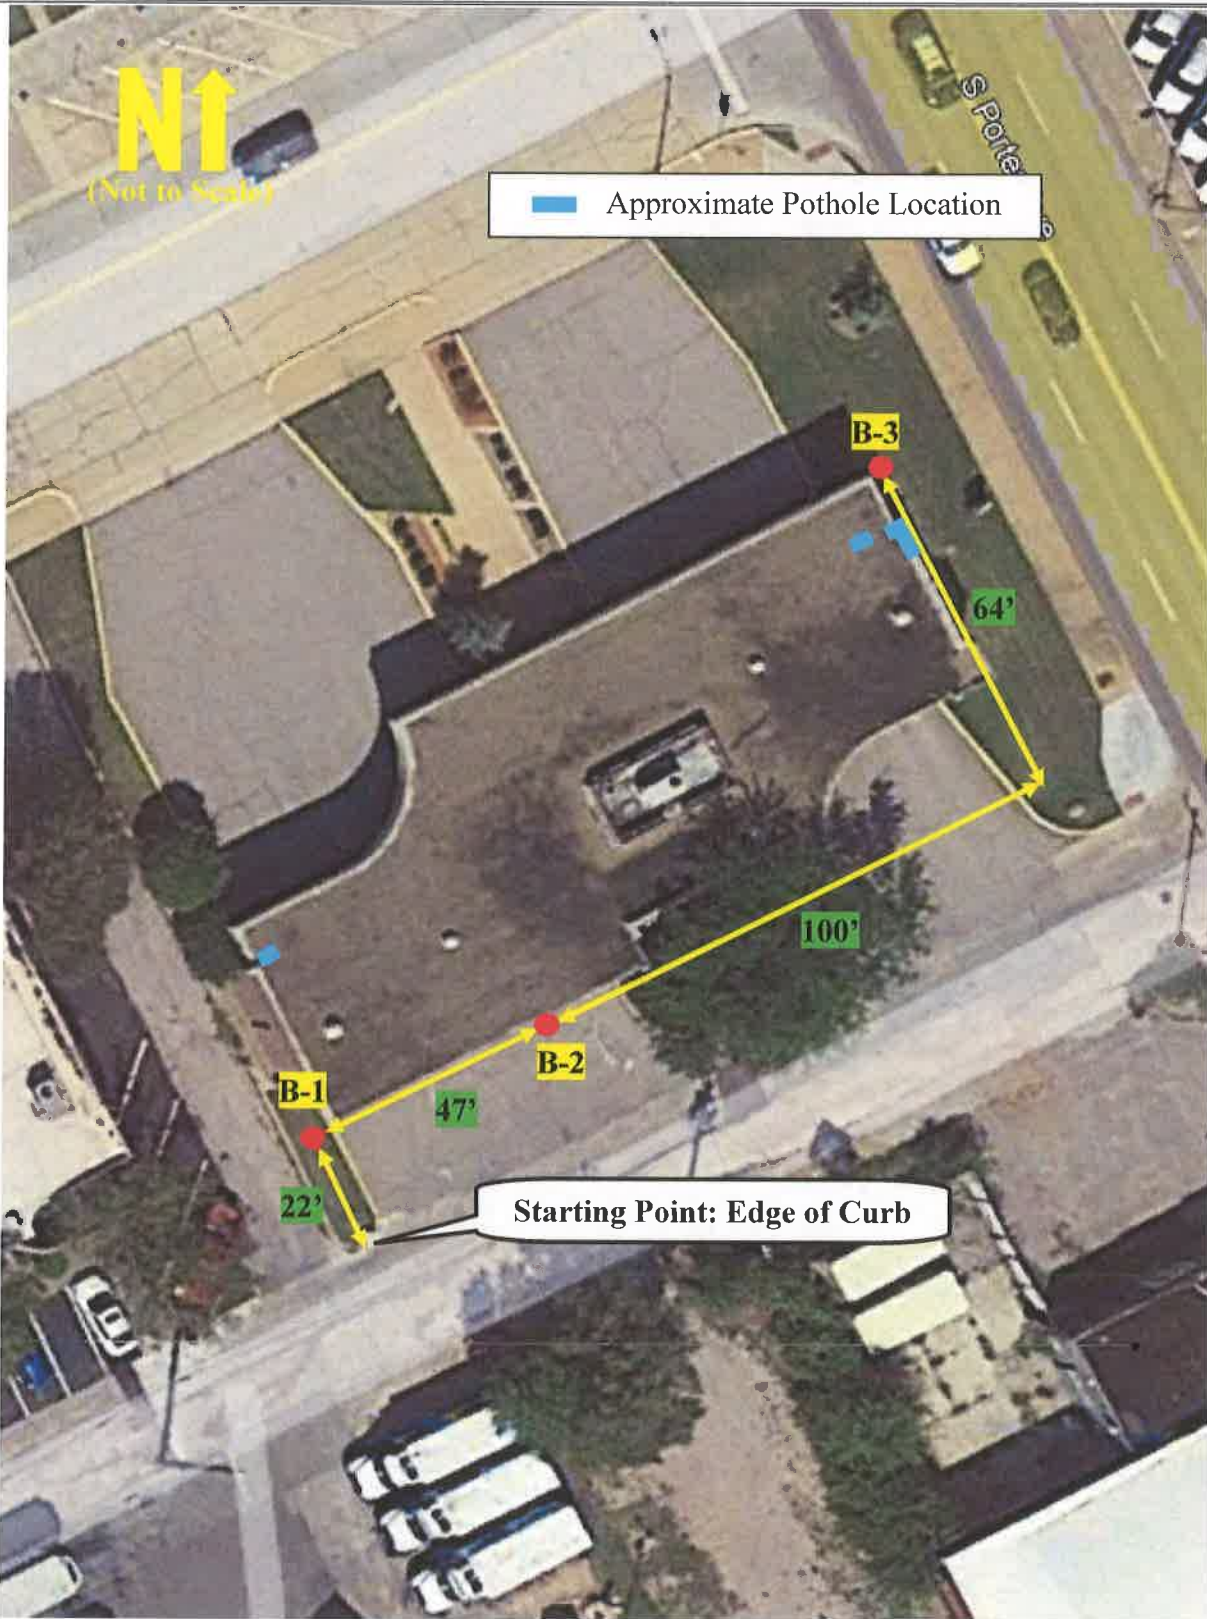 N
(Not to Scale)
S Porte
Approximate Pothole Location
B-3
64’
100’
B-2
B-1
47’
22’
Starting Point: Edge of Curb